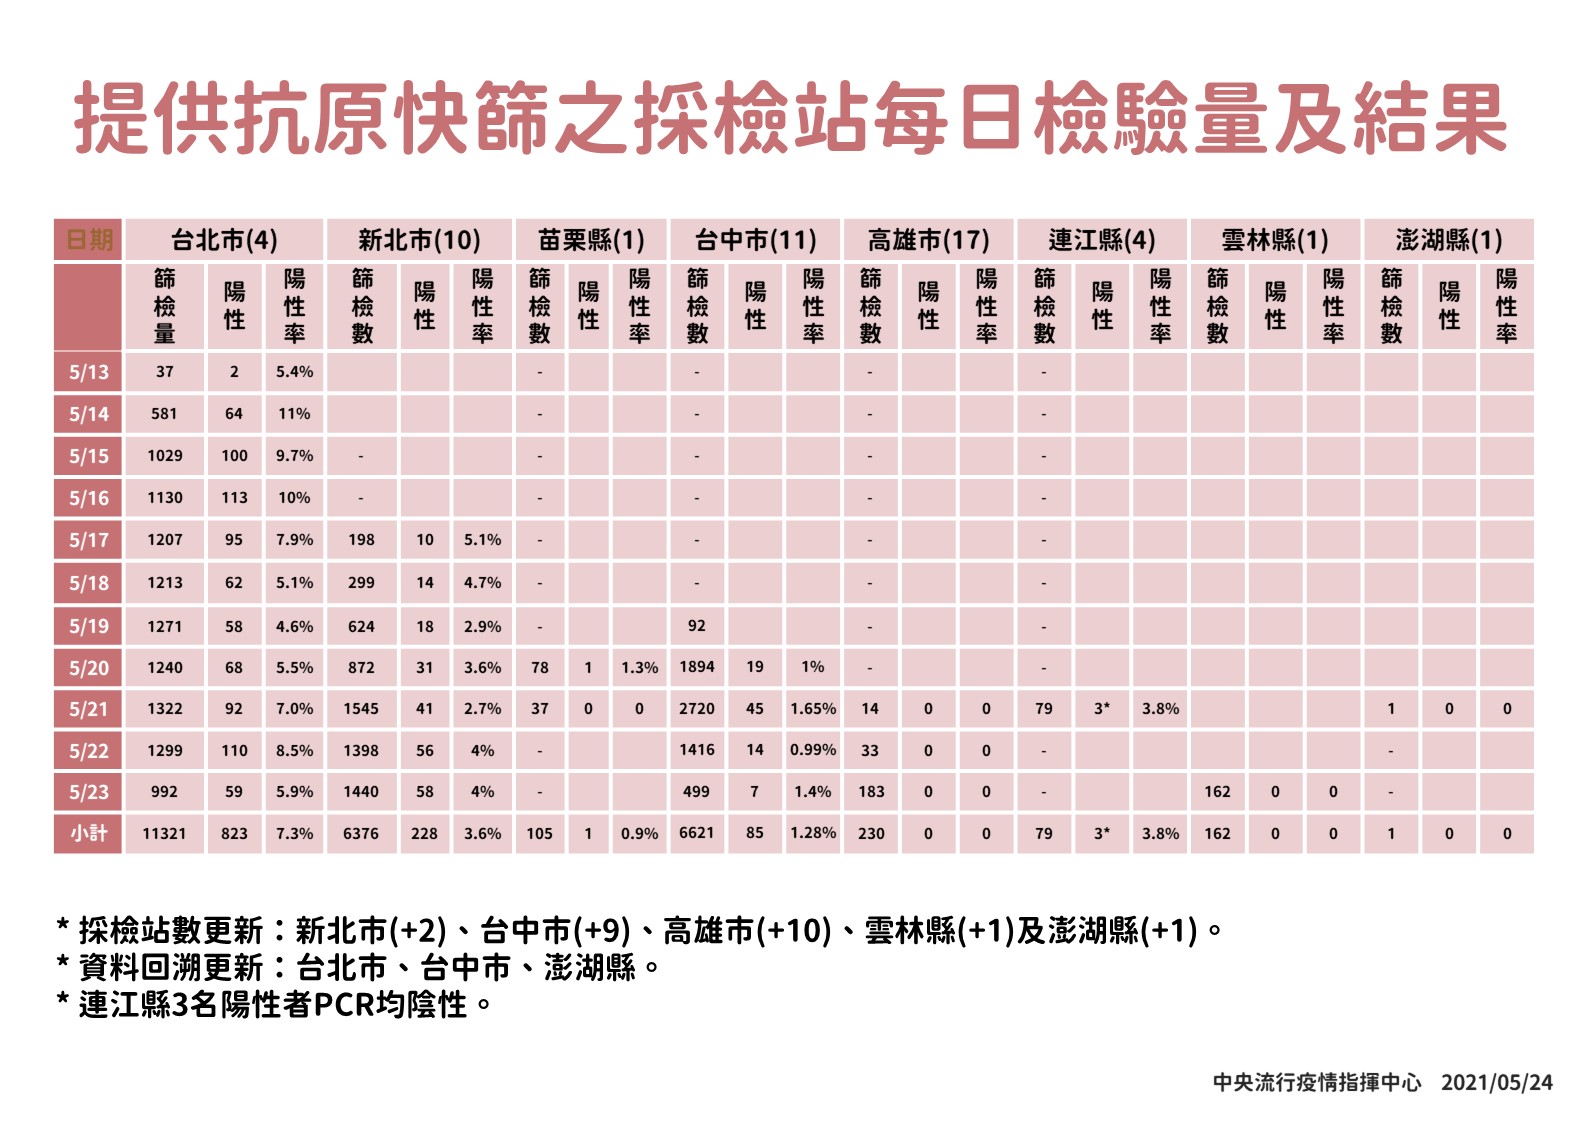 提供抗原快篩之採檢站每日檢驗量及結果
日期 台北市(4) 新北市(10) 苗栗縣(1) 台中市(11) 高雄市(17) 連江縣(4) 雲林縣(1) 澎湖縣(1)
篩檢量 陽性 陽性率 篩檢數 陽性 陽性率 篩檢數 陽性 陽性率 篩檢數 陽性 陽性率 篩檢數 陽性 陽性率 篩檢數 陽性 陽性率 篩檢數 陽性 陽性率 篩檢數 陽性 陽性率
5/13 37 2 5.4% - - - -
5/14 581 64 11% - - - -
5/15 1029 100 9.7% - - - - -
5/16 1130 113 10% - - - - -
5/17 1207 95 7.9% 198 10 5.1% - - - -
5/18 1213 62 5.1% 299 14 4.7% - - - -
5/19 1271 58 4.6% 624 18 2.9% - 92 - -
5/20 1240 68 5.5% 872 31 3.6% 78 1 1.3% 1894 19 1% - -
5/21 1322 92 7.0% 1545 41 2.7% 37 0 0 2720 45 1.65% 14 0 0 79 3* 3.8% 1 0 0
5/22 1299 110 8.5% 1398 56 4% - 1416 14 0.99% 33 0 0 - -
5/23 992 59 5.9% 1440 58 4% - 499 7 1.4% 183 0 0 - 162 0 0 -
小計 11321 823 7.3% 6376 228 3.6% 105 1 0.9% 6621 85 1.28% 230 0 0 79 3* 3.8% 162 0 0 1 0 0
* 採檢站數更新：新北市(+2)、台中市(+9)、高雄市(+10)、雲林縣(+1)及澎湖縣(+1)。
* 資料回溯更新：台北市、台中市、澎湖縣。
* 連江縣3名陽性者PCR均陰性。
中央流行疫情指揮中心 2021/05/24